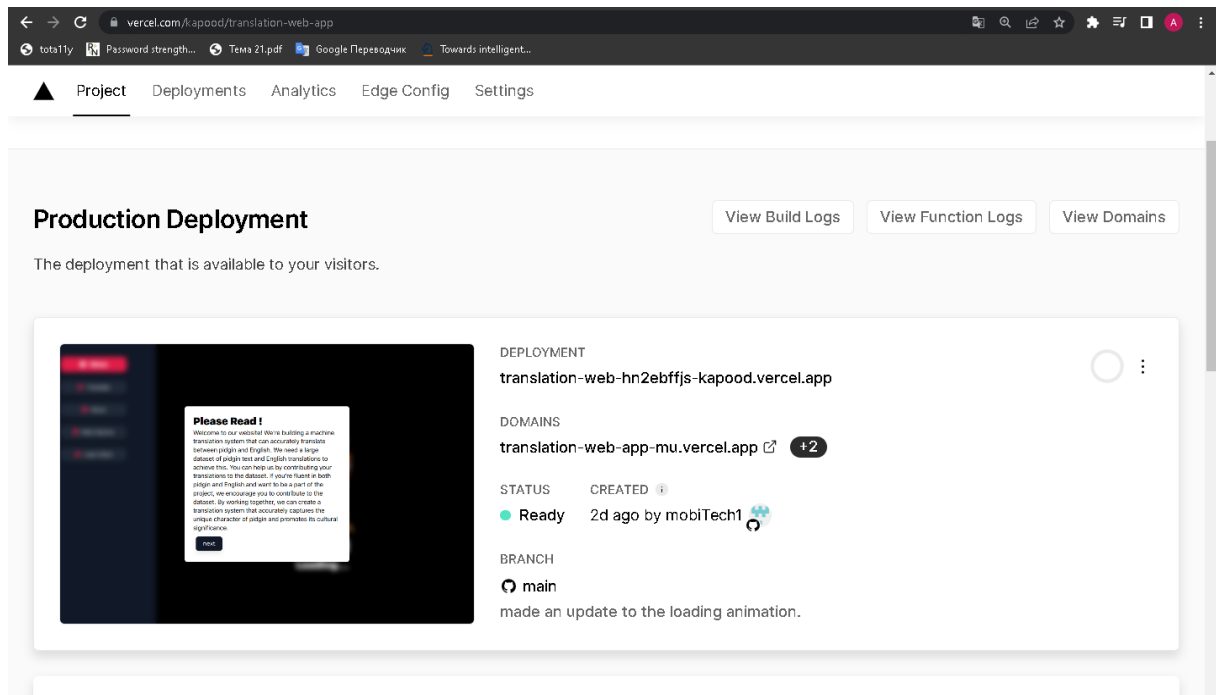 vercel.com/kapood/translation-web-app
A
tota11y Password strength... Тема 21.pdf Google Переводчик Towards intelligent...
Project Deployments Analytics Edge Config Settings
Production Deployment
View Build Logs View Function Logs View Domains
The deployment that is available to your visitors.
Please Read !
Welcome to our website! We're building a machine
translation system that can accurately translate
between pidgin and English. We need a large
dataset of pidgin text and English translations to
achieve this. You can help us by contributing your
translations to the dataset. If you're fluent in both
pidgin and English and want to be a part of the
project, we encourage you to contribute to the
dataset. By working together, we can create a
translation system that accurately captures the
unique character of pidgin and promotes its cultural
significance.
next
DEPLOYMENT
translation-web-hn2ebffjs-kapood.vercel.app
DOMAINS
translation-web-app-mu.vercel.app +2
STATUS CREATED
Ready 2d ago by mobiTech1
BRANCH
main
made an update to the loading animation.